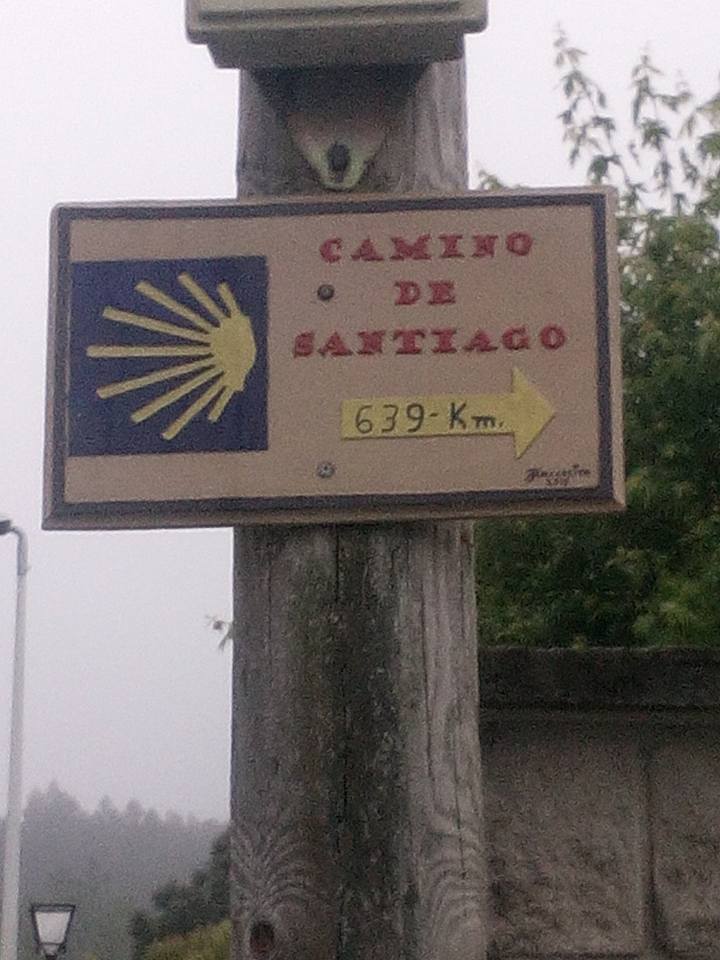 CAMINO
DE
SANTIAGO
639-Km.